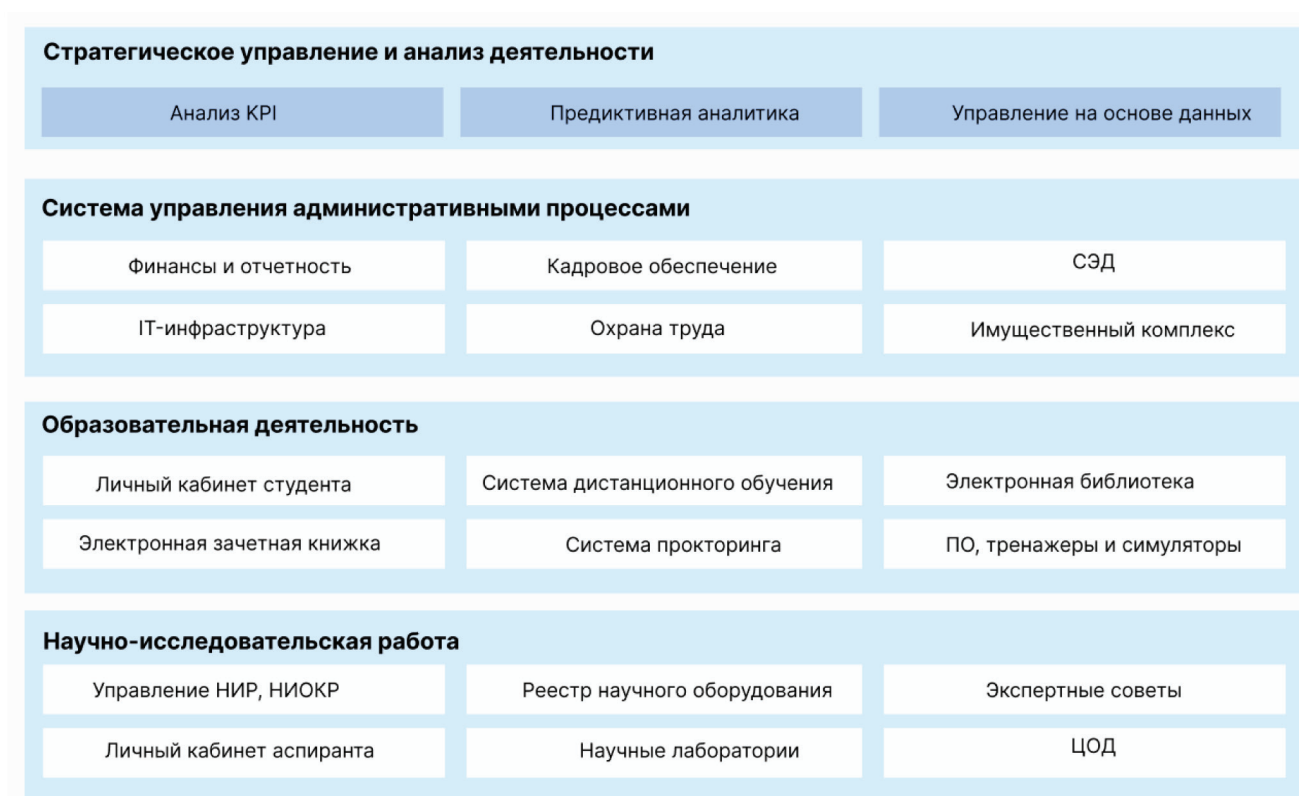 Стратегическое управление и анализ деятельности
Анализ KPI
Предиктивная аналитика
Управление на основе данных
Система управления административными процессами
Финансы и отчетность
Кадровое обеспечение
СЭД
IT-инфраструктура
Охрана труда
Имущественный комплекс
Образовательная деятельность
Личный кабинет студента
Система дистанционного обучения
Электронная библиотека
Электронная зачетная книжка
Система прокторинга
ПО, тренажеры и симуляторы
Научно-исследовательская работа
Управление НИР, НИОКР
Реестр научного оборудования
Экспертные советы
Личный кабинет аспиранта
Научные лаборатории
ЦОД